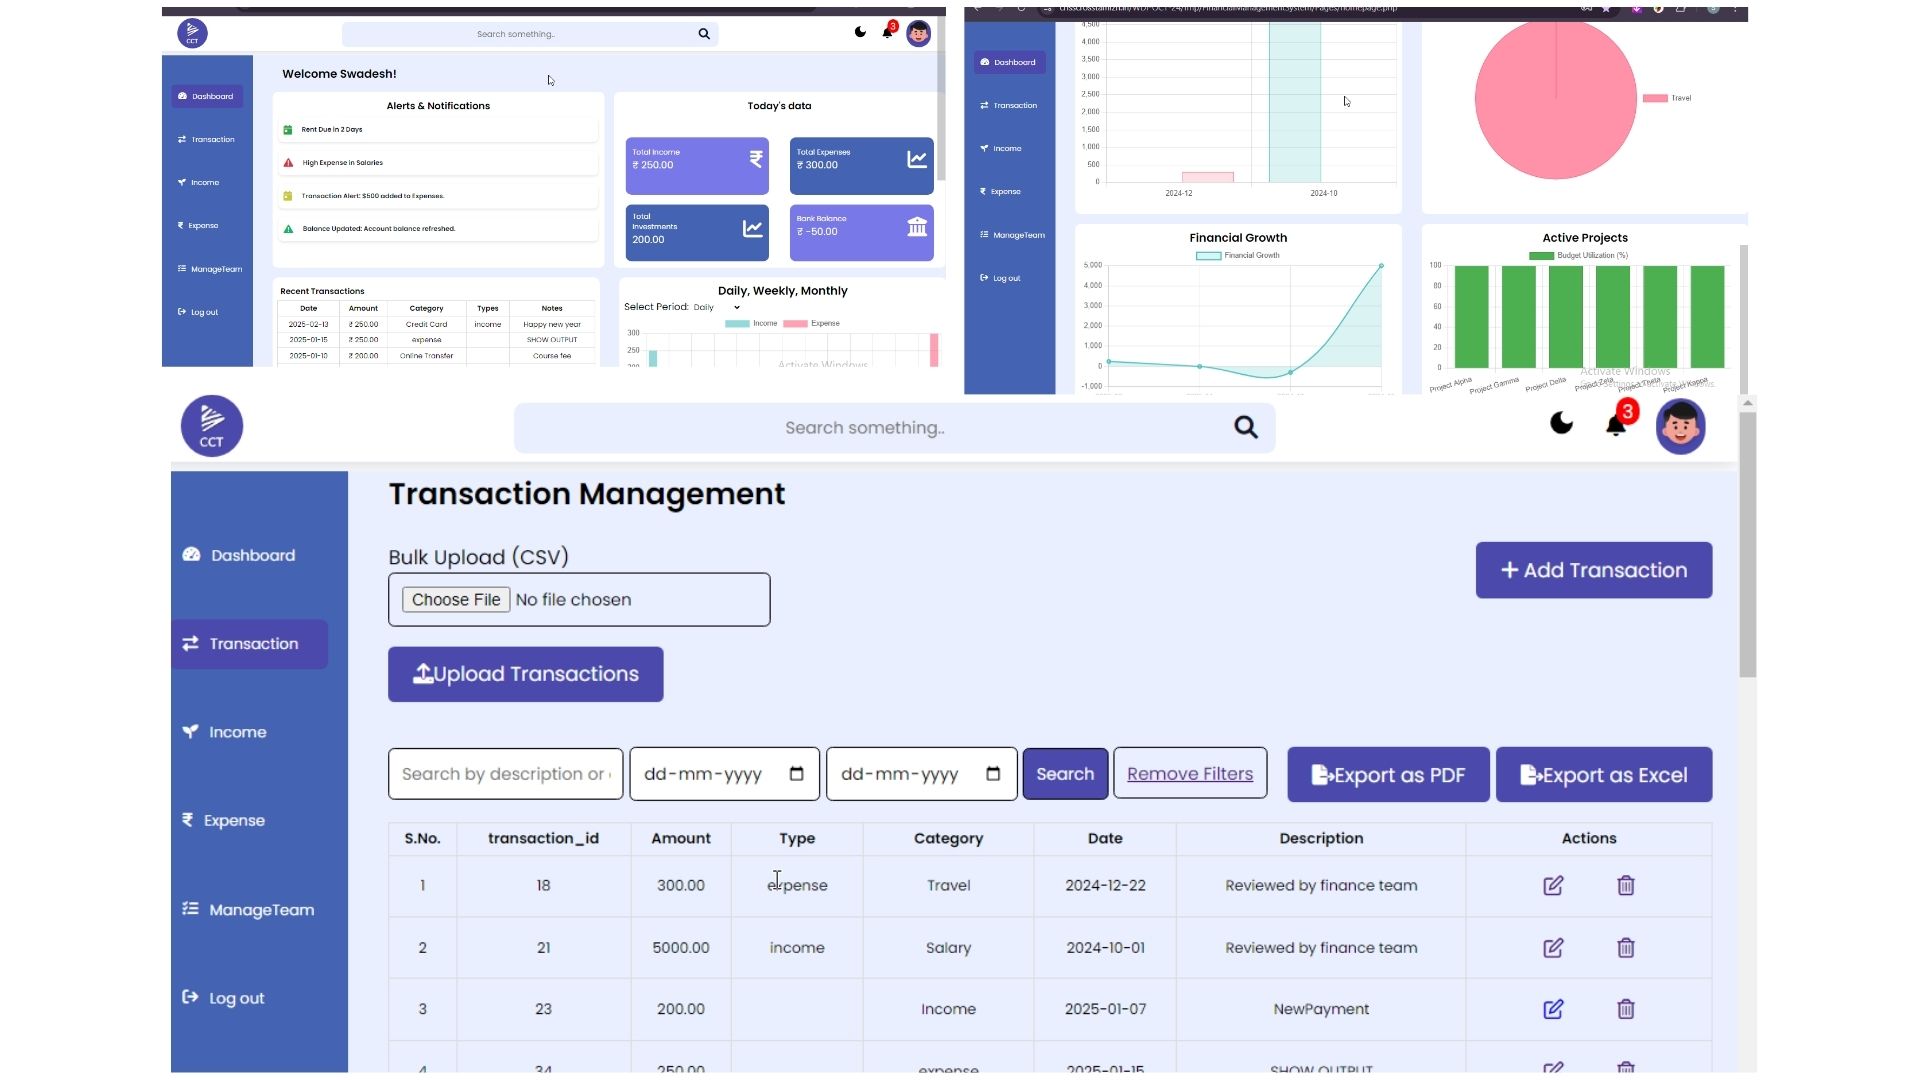 CCT
Search something..
3
Welcome Swadesh!
Dashboard
Transaction
Income
Expense
ManageTeam
Log out
Alerts & Notifications
Rent Due in 2 Days
High Expense in Salaries
Transaction Alert: $500 added to Expenses.
Balance Updated: Account balance refreshed.
Today's data
Total Income
₹ 250.00
Total Expenses
₹ 300.00
Total Investments
200.00
Bank Balance
₹ -50.00
Recent Transactions
Date Amount Category Types Notes
2025-02-13 ₹ 250.00 Credit Card income Happy new year
2025-01-15 ₹ 250.00 expense SHOW OUTPUT
2025-01-10 ₹ 200.00 Online Transfer Course fee
Daily, Weekly, Monthly
Select Period: Daily
Income Expense
300
250
Activate Windows
Dashboard
Transaction
Income
Expense
ManageTeam
Log out
4,500
4,000
3,500
3,000
2,500
2,000
1,500
1,000
500
0
2024-12 2024-10
Travel
Financial Growth
Financial Growth
5,000
4,000
3,000
2,000
1,000
0
-1,000
Active Projects
Budget Utilization (%)
100
80
60
40
20
0
Project Alpha Project Gamma Project Delta Project Zeta Project Theta Project Kappa
Activate Windows
CCT
Search something..
3
Dashboard
Transaction
Income
Expense
ManageTeam
Log out
Transaction Management
Bulk Upload (CSV)
Choose File No file chosen
+ Add Transaction
Upload Transactions
Search by description or
dd-mm-yyyy
dd-mm-yyyy
Search
Remove Filters
Export as PDF
Export as Excel
S.No. transaction_id Amount Type Category Date Description Actions
1 18 300.00 expense Travel 2024-12-22 Reviewed by finance team
2 21 5000.00 income Salary 2024-10-01 Reviewed by finance team
3 23 200.00 Income 2025-01-07 NewPayment
4 34 250.00 expense 2025-01-15 SHOW OUTPUT